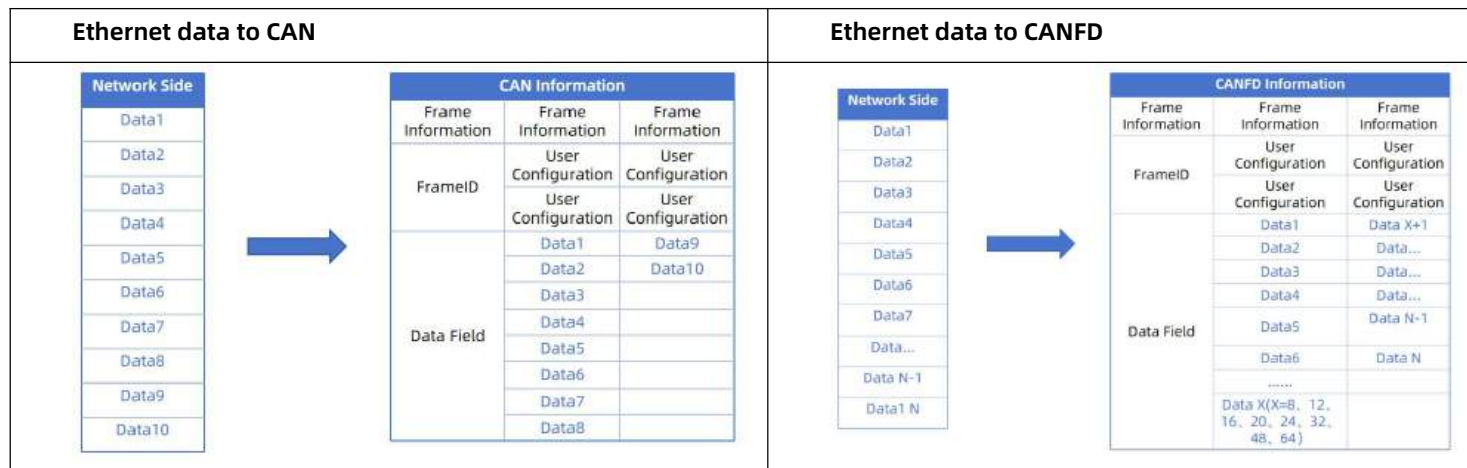 Ethernet data to CAN
Network Side
Data1
Data2
Data3
Data4
Data5
Data6
Data7
Data8
Data9
Data10
CAN Information
Frame Information Frame Information Frame Information
FrameID User Configuration User Configuration
User Configuration User Configuration
Data Field Data1 Data9
Data2 Data10
Data3
Data4
Data5
Data6
Data7
Data8
Ethernet data to CANFD
Network Side
Data1
Data2
Data3
Data4
Data5
Data6
Data7
Data...
Data N-1
Data1 N
CANFD Information
Frame Information Frame Information Frame Information
FrameID User Configuration User Configuration
User Configuration User Configuration
Data Field Data1 Data X+1
Data2 Data...
Data3 Data...
Data4 Data...
Data5 Data N-1
Data6 Data N
......
Data X(X=8、12、
16、20、24、32、
48、64)